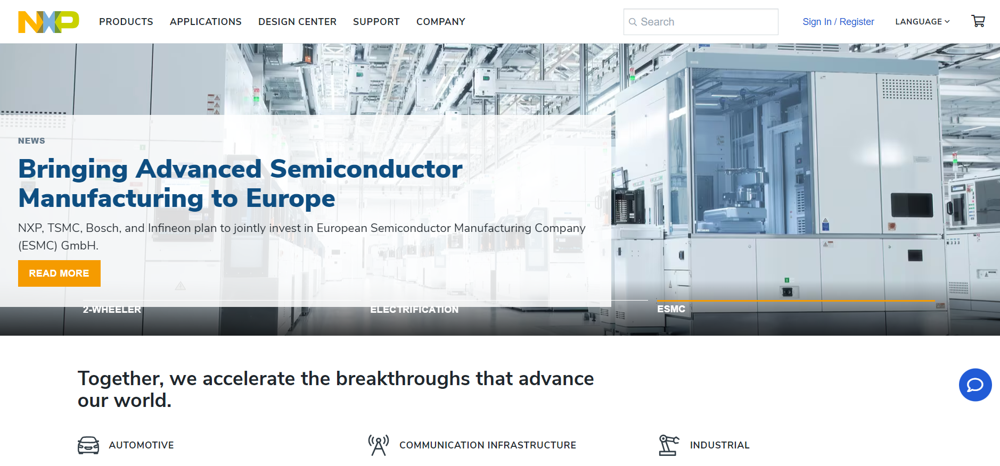 NXP
PRODUCTS APPLICATIONS DESIGN CENTER SUPPORT COMPANY
Search
Sign In / Register
LANGUAGE
NEWS
Bringing Advanced Semiconductor
Manufacturing to Europe
NXP, TSMC, Bosch, and Infineon plan to jointly invest in European Semiconductor Manufacturing Company
(ESMC) GmbH.
READ MORE
2-WHEELER
ELECTRIFICATION
ESMC
Together, we accelerate the breakthroughs that advance
our world.
AUTOMOTIVE
COMMUNICATION INFRASTRUCTURE
INDUSTRIAL